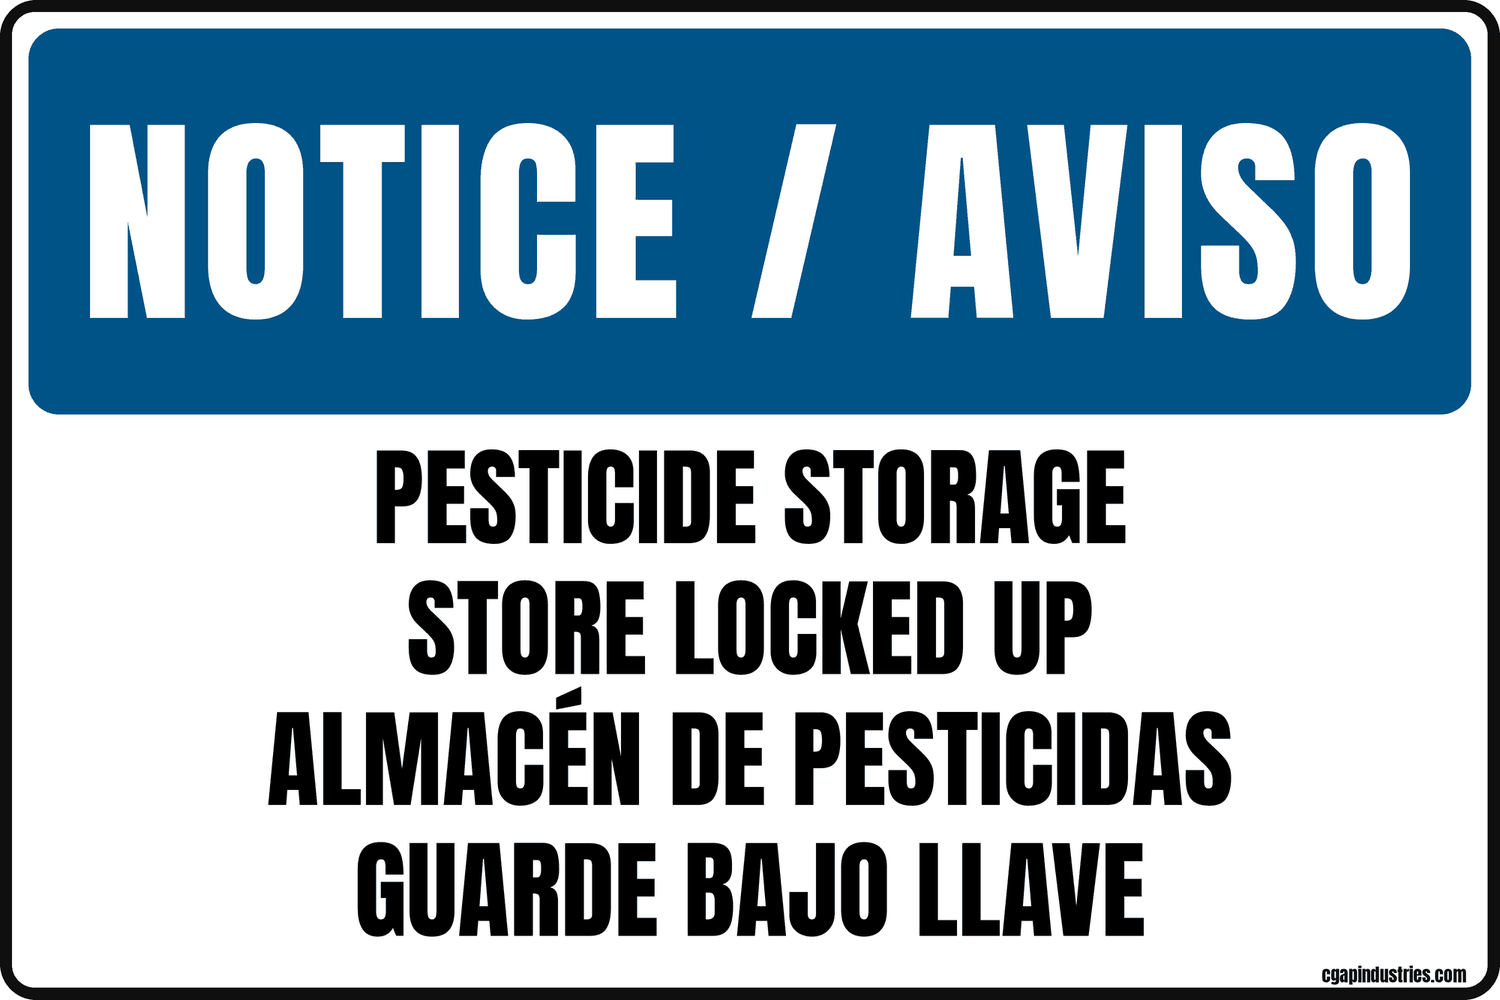 NOTICE / AVISO
PESTICIDE STORAGE
STORE LOCKED UP
ALMACÉN DE PESTICIDAS
GUARDE BAJO LLAVE
cgapindustries.com